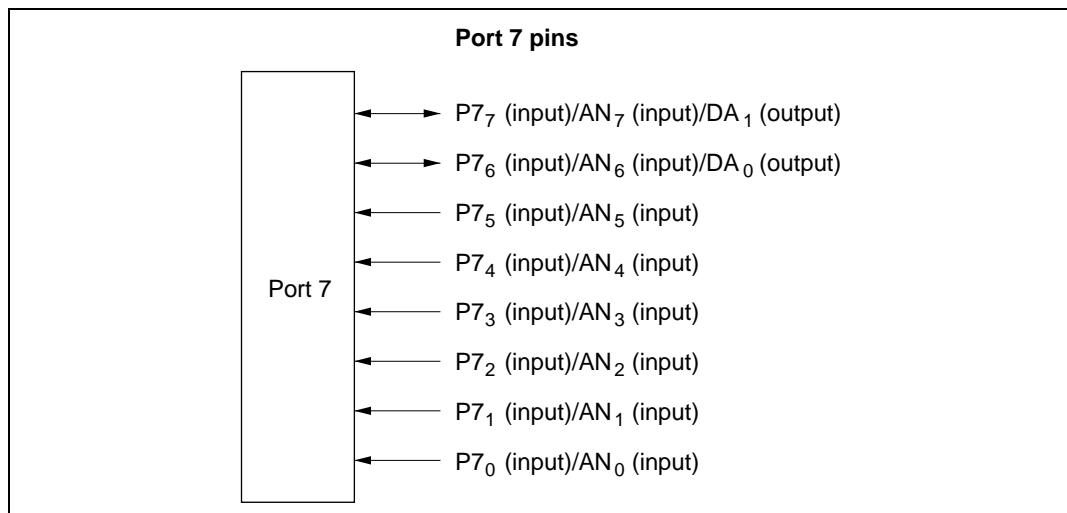 Port 7 pins
P7₇ (input)/AN₇ (input)/DA₁ (output)
P7₆ (input)/AN₆ (input)/DA₀ (output)
P7₅ (input)/AN₅ (input)
P7₄ (input)/AN₄ (input)
Port 7
P7₃ (input)/AN₃ (input)
P7₂ (input)/AN₂ (input)
P7₁ (input)/AN₁ (input)
P7₀ (input)/AN₀ (input)